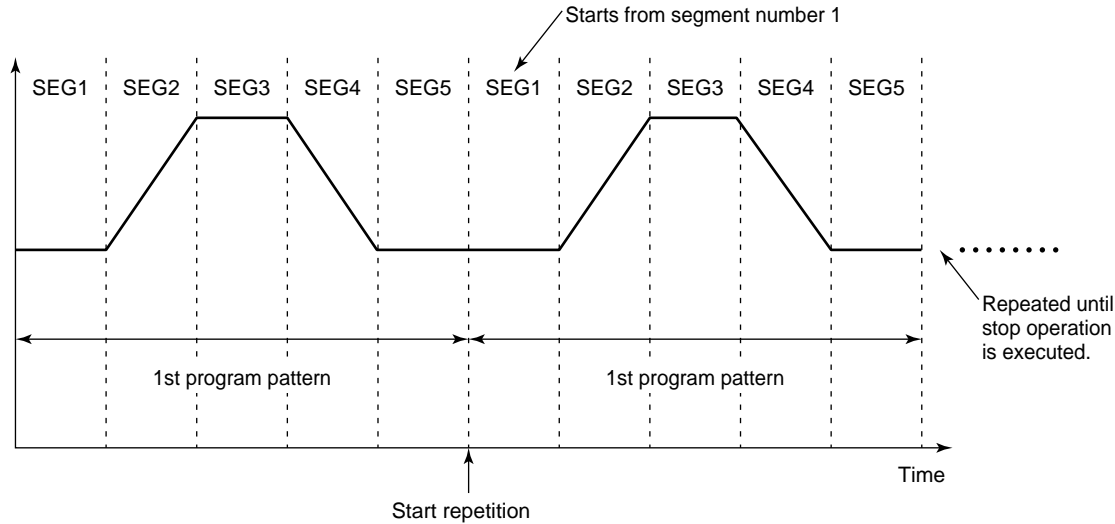 Starts from segment number 1
SEG1 SEG2 SEG3 SEG4 SEG5 SEG1 SEG2 SEG3 SEG4 SEG5
Repeated until
stop operation
is executed.
1st program pattern 1st program pattern
Time
Start repetition